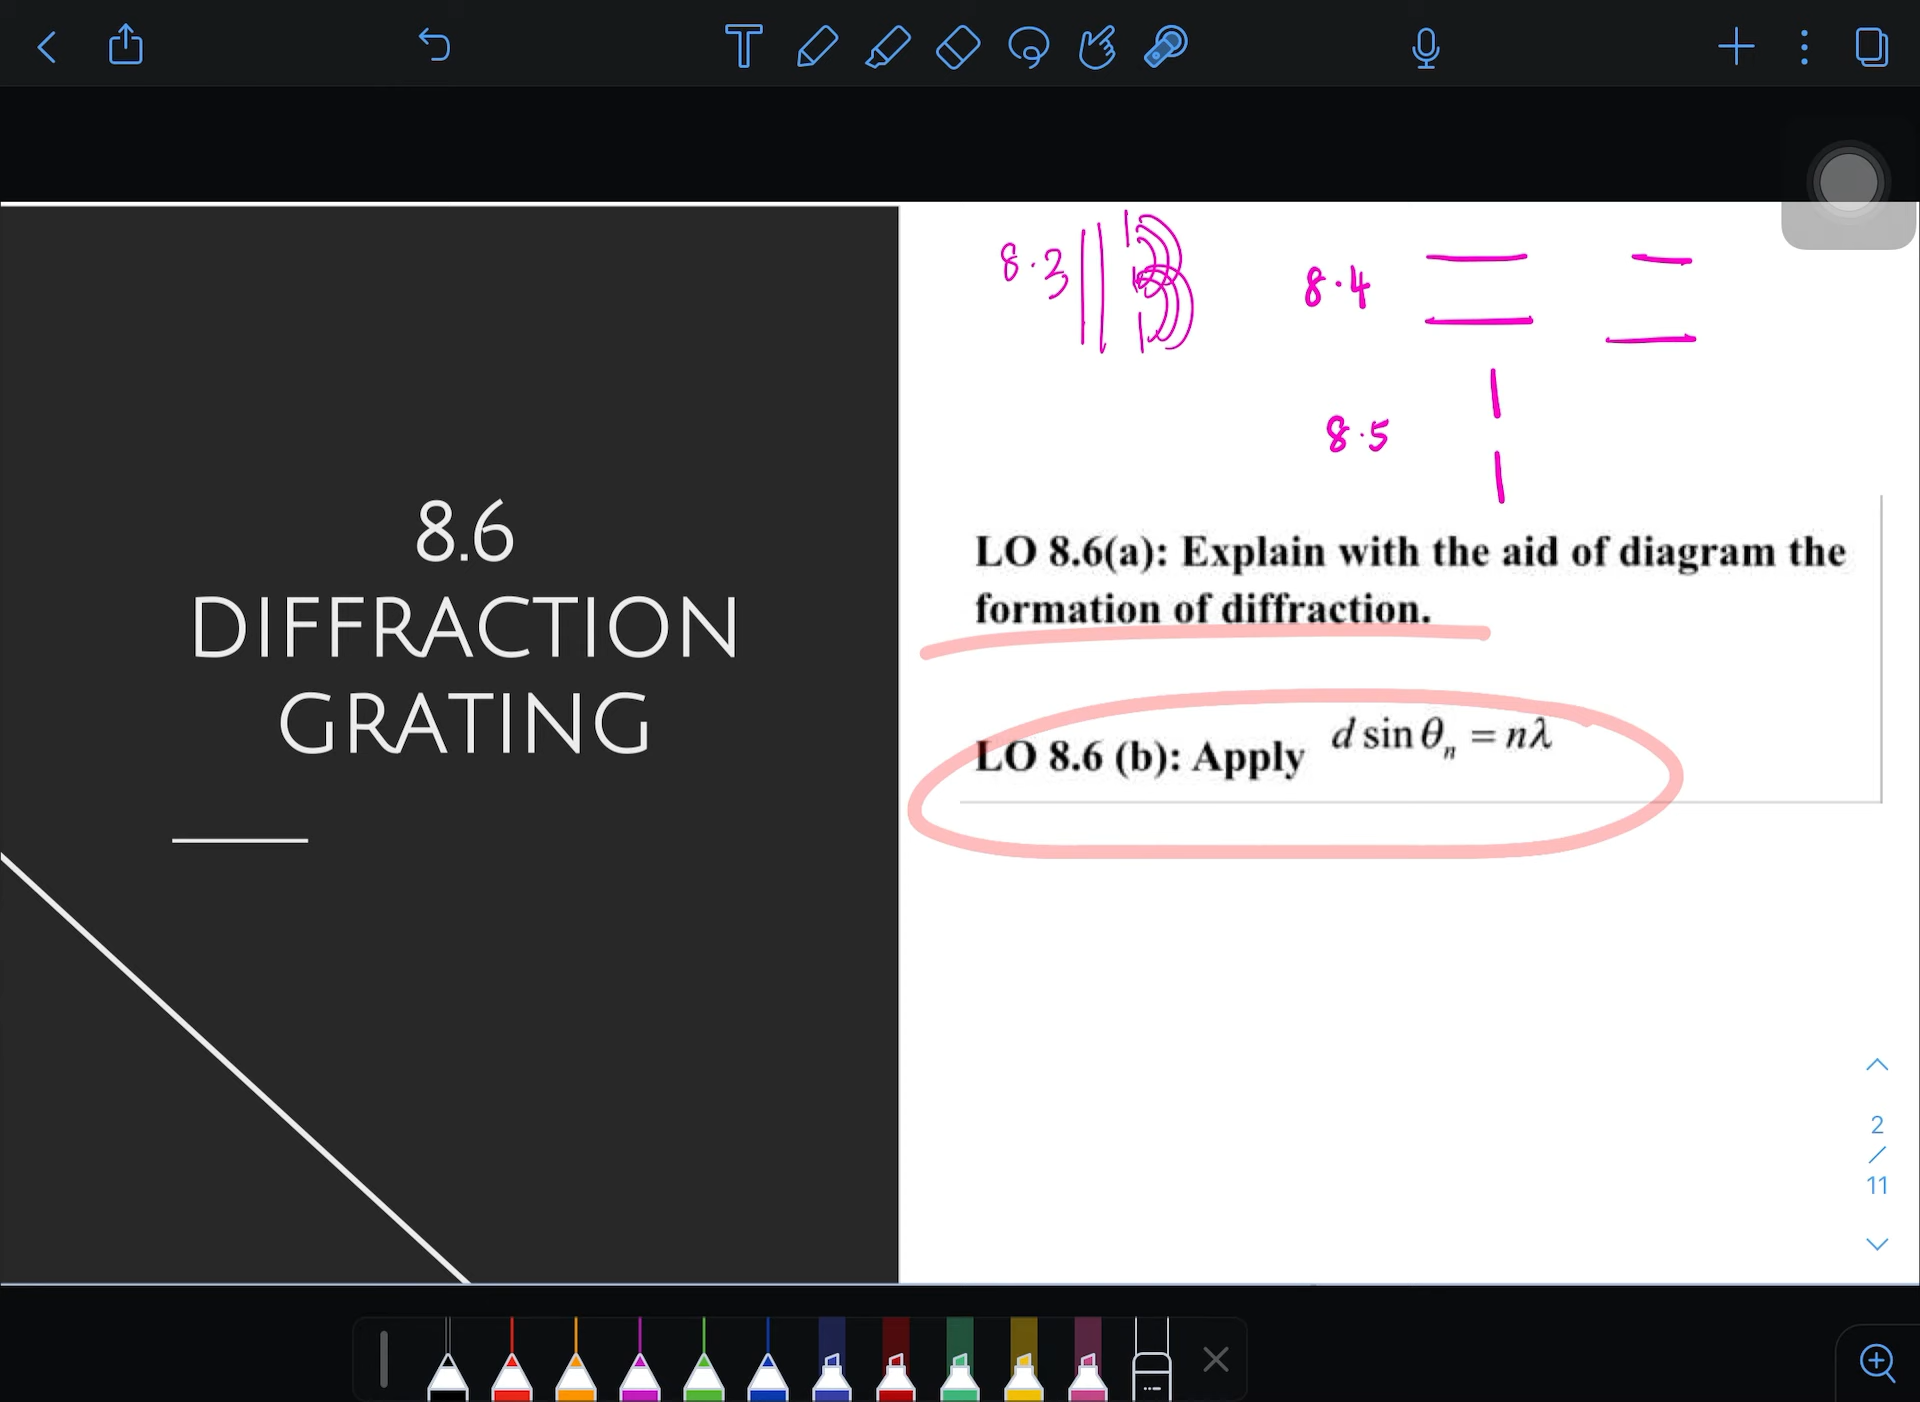 8.3
8.4
8.5
8.6
DIFFRACTION
GRATING
LO 8.6(a): Explain with the aid of diagram the
formation of diffraction.
LO 8.6 (b): Apply d sin θₙ = nλ
2
/
11